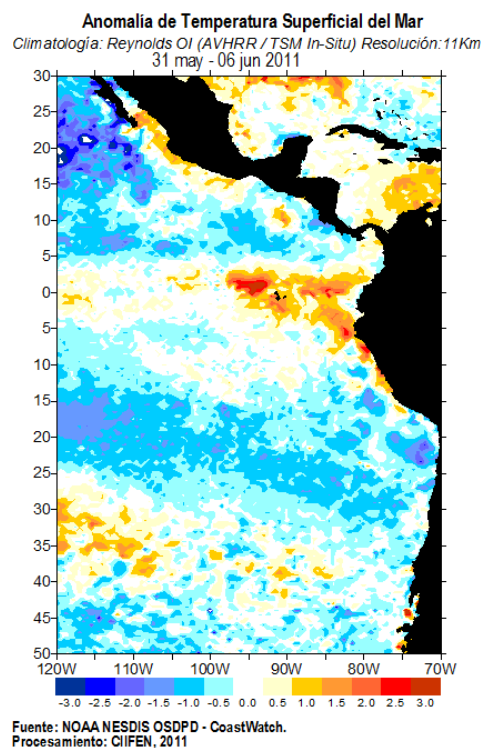 Anomalía de Temperatura Superficial del Mar
Climatología: Reynolds OI (AVHRR / TSM In-Situ) Resolución:11Km
31 may - 06 jun 2011
30
25
20
15
10
5
0
5
10
15
20
25
30
35
40
45
50
120W 110W 100W 90W 80W 70W
-3.0 -2.5 -2.0 -1.5 -1.0 -0.5 0.0 0.5 1.0 1.5 2.0 2.5 3.0
Fuente: NOAA NESDIS OSDPD - CoastWatch.
Procesamiento: CIIFEN, 2011